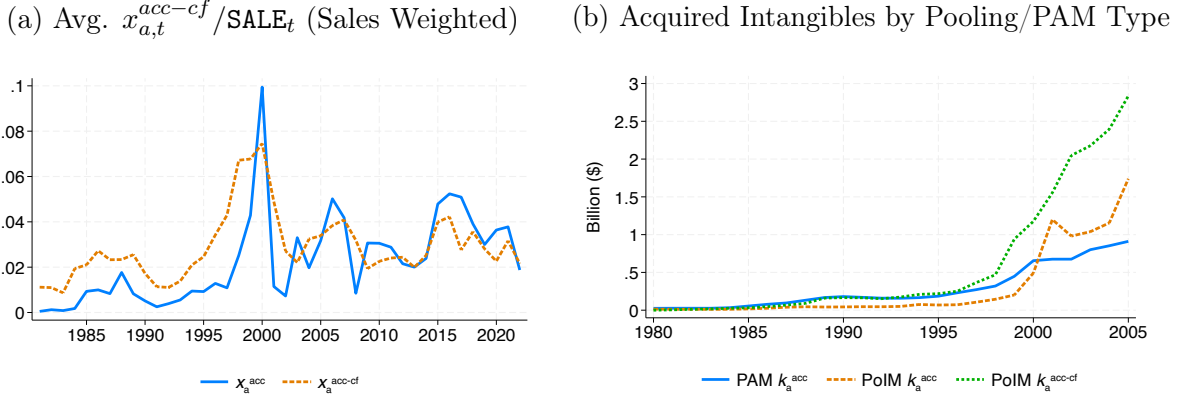 (a) Avg. x_{a,t}^{acc−cf}/SALE_t (Sales Weighted)
.1
.08
.06
.04
.02
0
1985 1990 1995 2000 2005 2010 2015 2020
x_a^acc x_a^acc-cf
(b) Acquired Intangibles by Pooling/PAM Type
Billion ($)
3
2.5
2
1.5
1
.5
0
1980 1985 1990 1995 2000 2005
PAM k_a^acc PoIM k_a^acc PoIM k_a^acc-cf